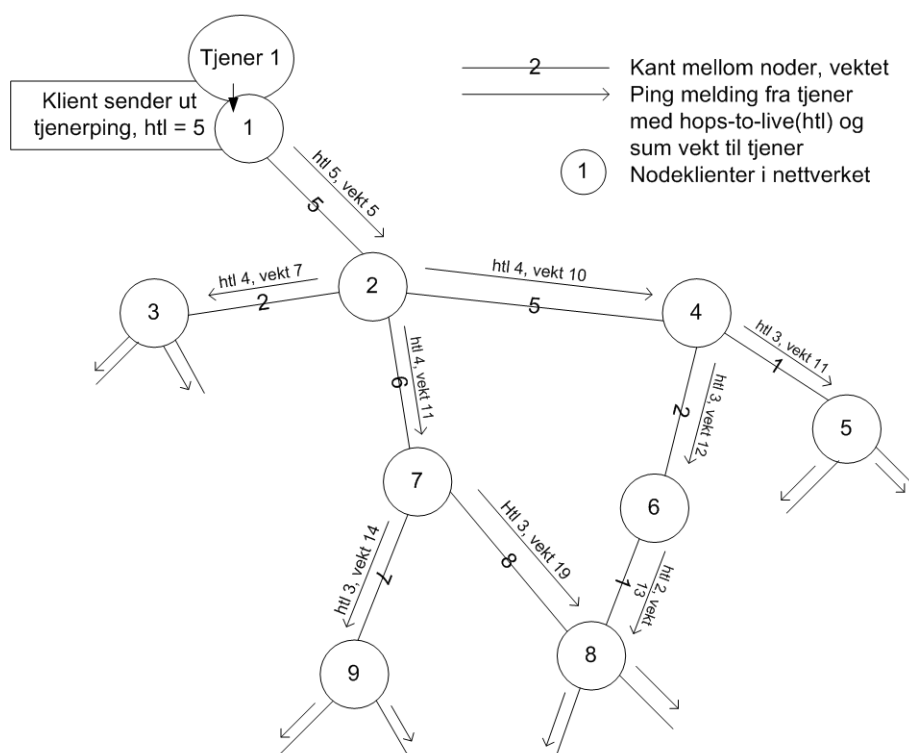 Tjener 1
Klient sender ut
tjenerping, htl = 5
1
2
Kant mellom noder, vektet
Ping melding fra tjener
med hops-to-live(htl) og
sum vekt til tjener
1
Nodeklienter i nettverket
htl 5, vekt 5
5
htl 4, vekt 7
2
3
2
htl 4, vekt 10
5
4
htl 3, vekt 11
1
5
htl 4, vekt 11
6
htl 3, vekt 12
2
7
6
htl 3, vekt 14
7
Htl 3, vekt 19
8
htl 2, vekt
13
1
9
8